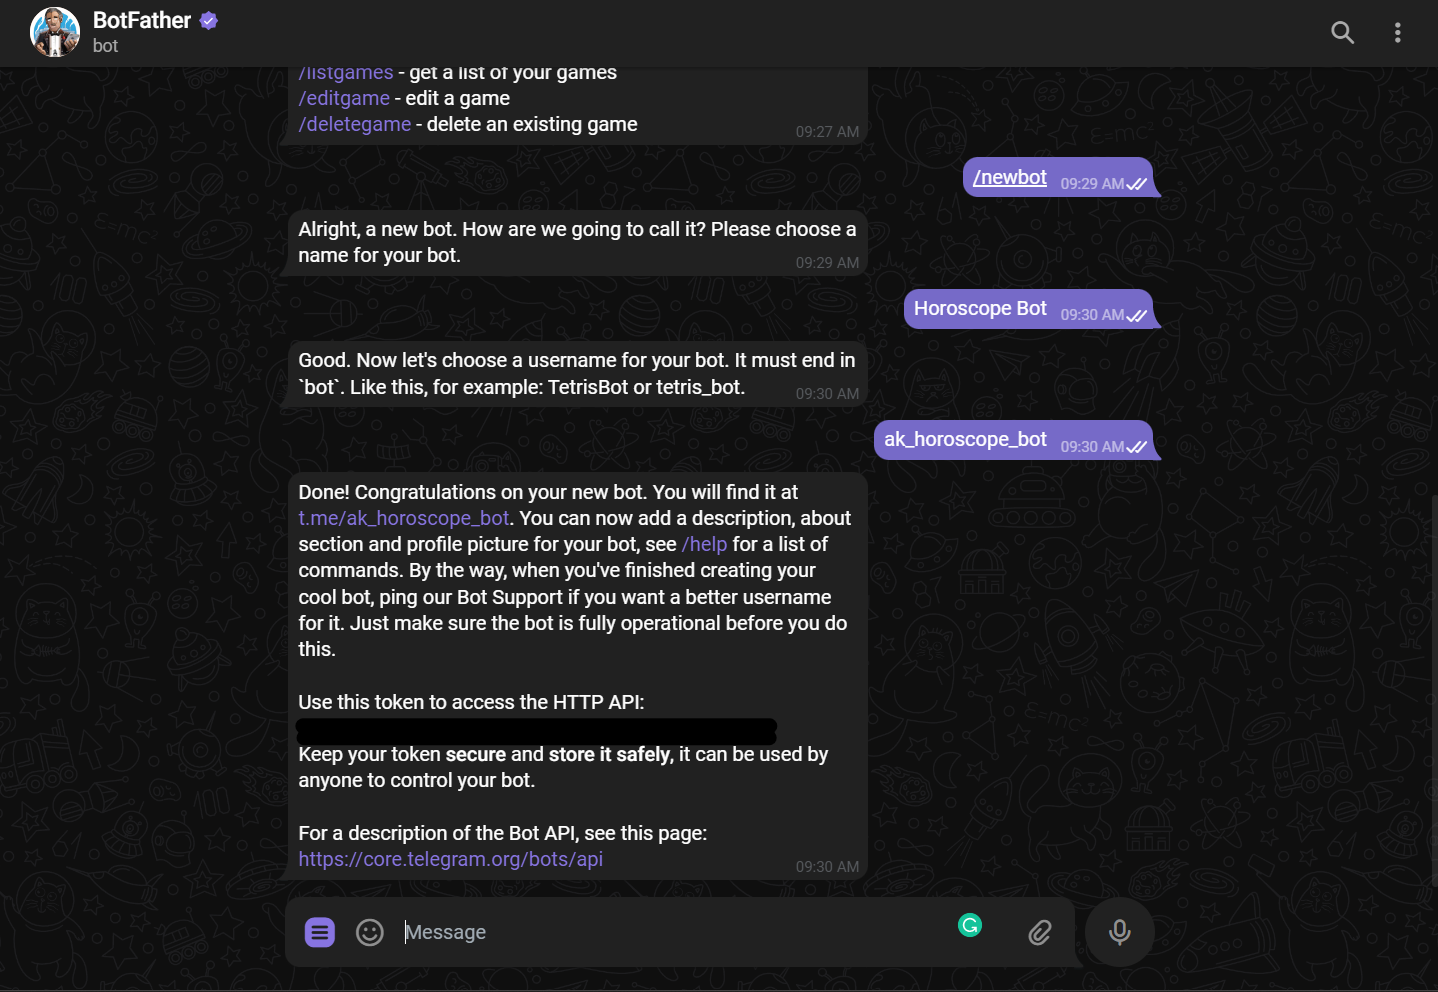 BotFather
bot
/listgames - get a list of your games
/editgame - edit a game
/deletegame - delete an existing game
09:27 AM
/newbot 09:29 AM
Alright, a new bot. How are we going to call it? Please choose a
name for your bot.
09:29 AM
Horoscope Bot 09:30 AM
Good. Now let's choose a username for your bot. It must end in
`bot`. Like this, for example: TetrisBot or tetris_bot.
09:30 AM
ak_horoscope_bot 09:30 AM
Done! Congratulations on your new bot. You will find it at
t.me/ak_horoscope_bot. You can now add a description, about
section and profile picture for your bot, see /help for a list of
commands. By the way, when you've finished creating your
cool bot, ping our Bot Support if you want a better username
for it. Just make sure the bot is fully operational before you do
this.
Use this token to access the HTTP API:
Keep your token secure and store it safely, it can be used by
anyone to control your bot.
For a description of the Bot API, see this page:
https://core.telegram.org/bots/api
09:30 AM
Message